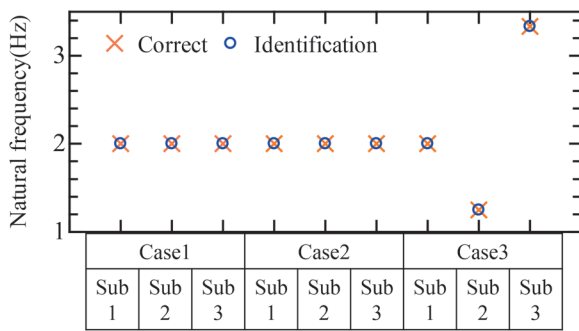 Natural frequency(Hz)
3
2
1
Correct
Identification
Case1 Case2 Case3
Sub Sub Sub Sub Sub Sub Sub Sub Sub
1 2 3 1 2 3 1 2 3